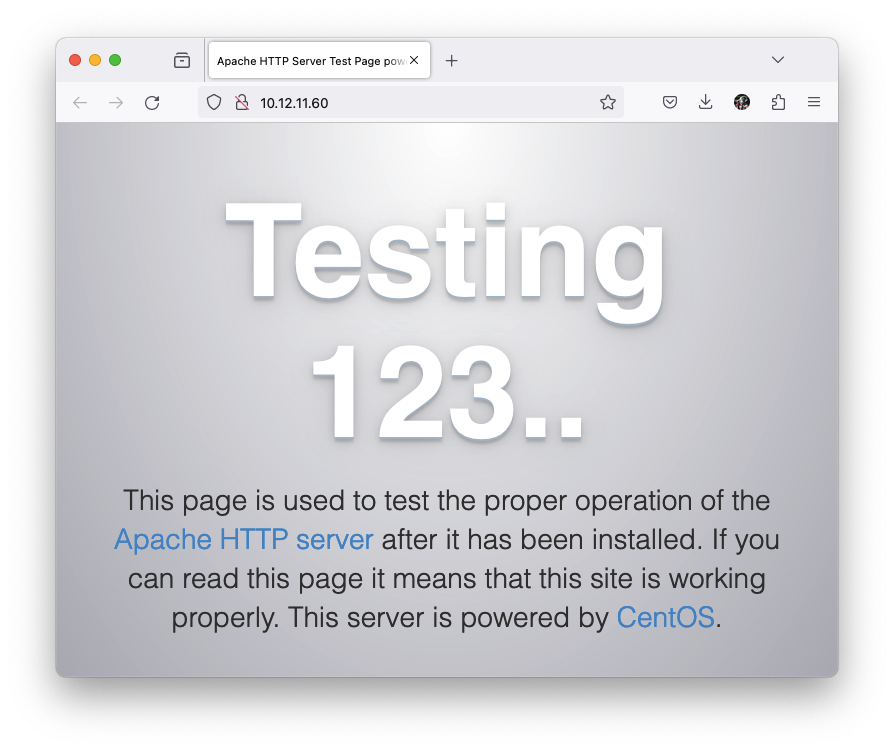 Apache HTTP Server Test Page pow
10.12.11.60
Testing
123..
This page is used to test the proper operation of the
Apache HTTP server after it has been installed. If you
can read this page it means that this site is working
properly. This server is powered by CentOS.